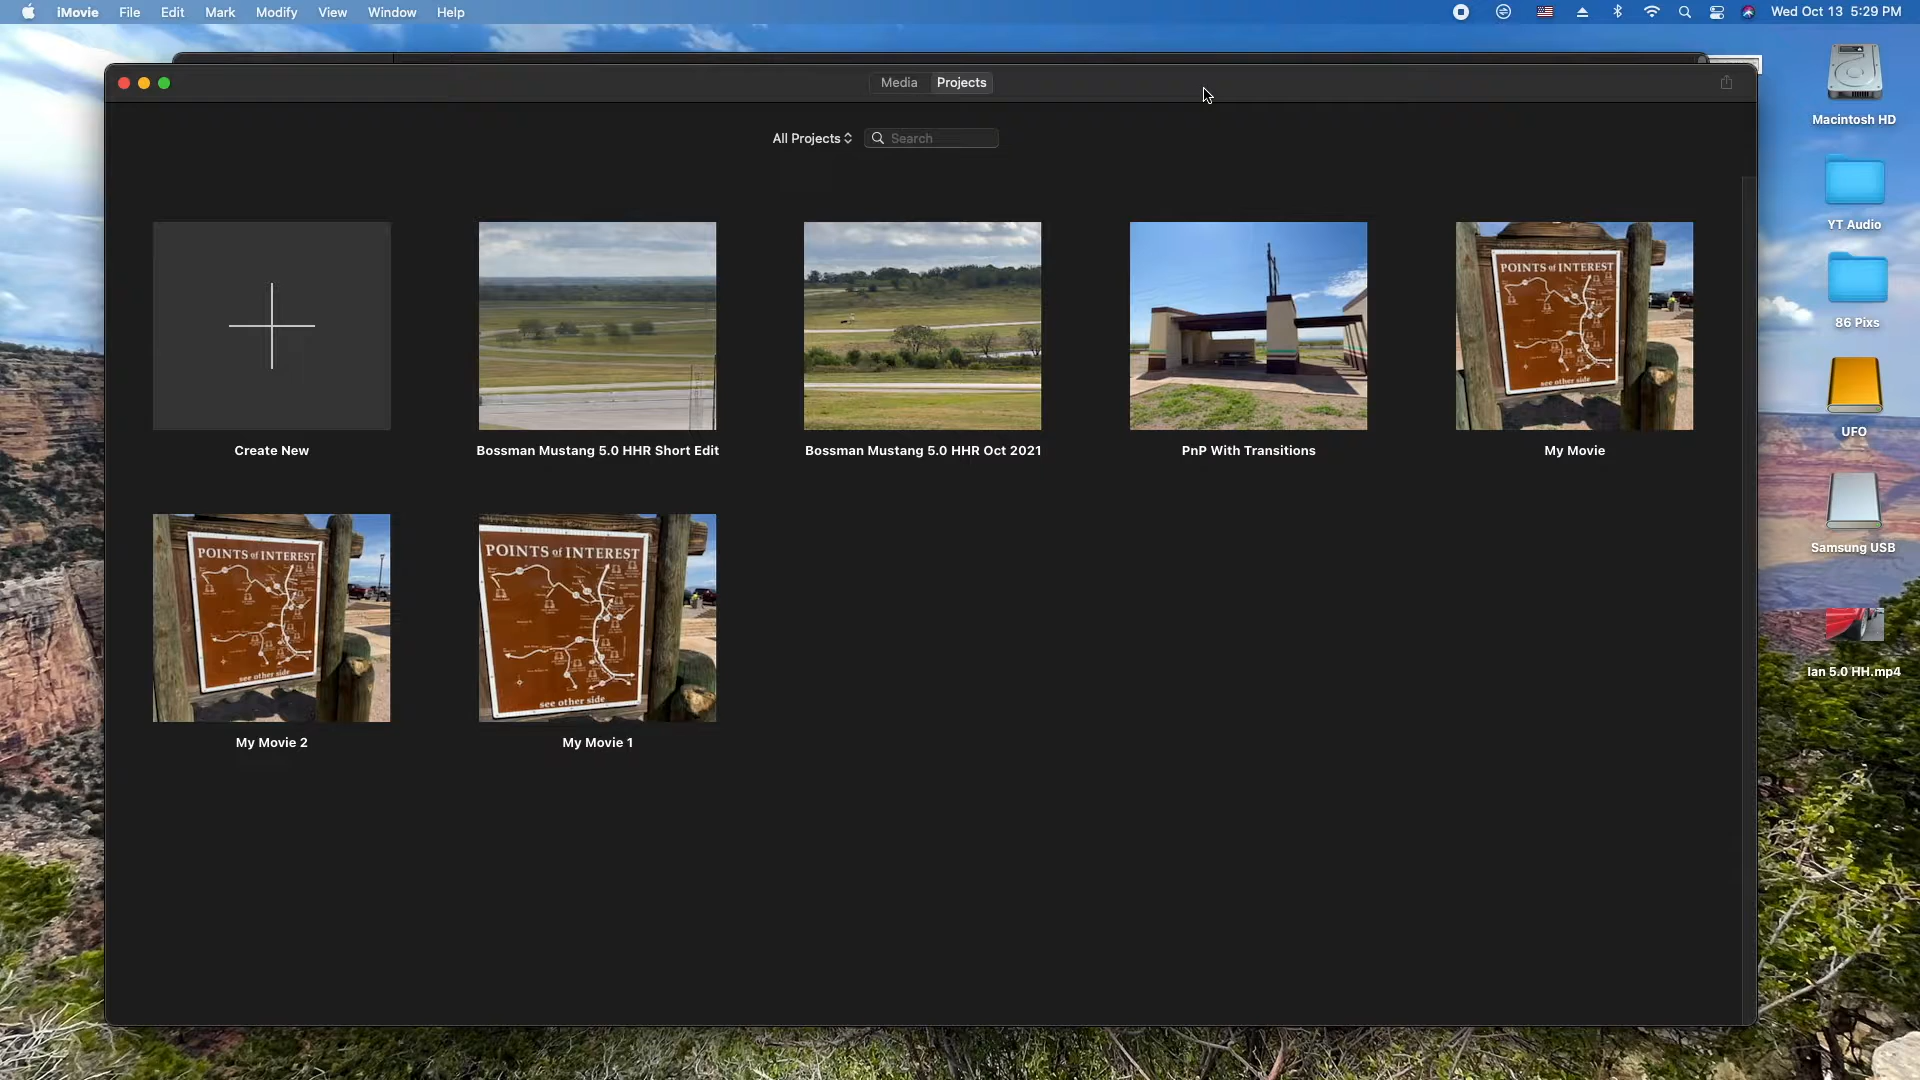 iMovie File Edit Mark Modify View Window Help Wed Oct 13 5:29 PM
Media Projects
All Projects Search
Macintosh HD
YT Audio
86 Pixs
UFO
Samsung USB
Ian 5.0 HH.mp4
POINTS of INTEREST
see other side
Create New
Bossman Mustang 5.0 HHR Short Edit
Bossman Mustang 5.0 HHR Oct 2021
PnP With Transitions
My Movie
POINTS of INTEREST
see other side
POINTS of INTEREST
see other side
My Movie 2
My Movie 1